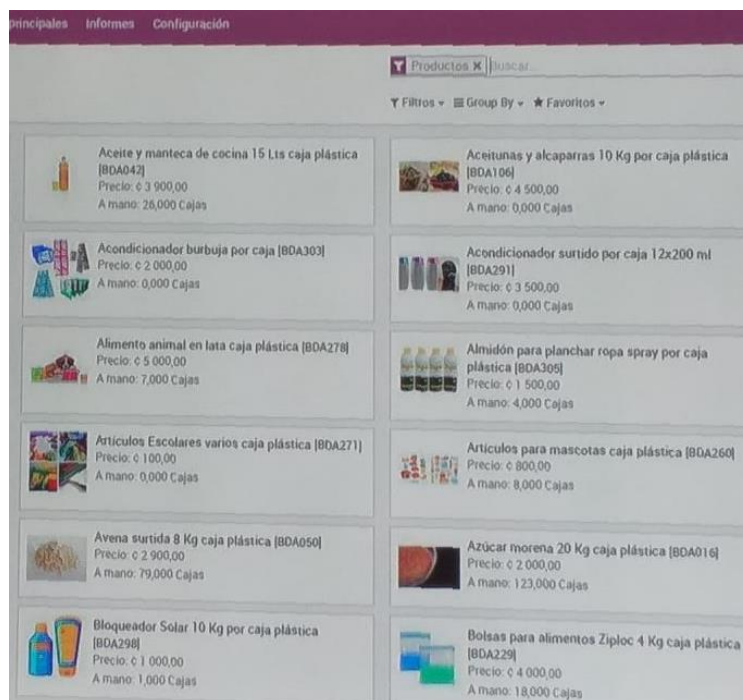 principales Informes Configuración
Productos × Buscar...
Filtros Group By Favoritos
Aceite y manteca de cocina 15 Lts caja plástica
[BDA042]
Precio: ¢ 3 900,00
A mano: 26,000 Cajas
Aceitunas y alcaparras 10 Kg por caja plástica
[BDA106]
Precio: ¢ 4 500,00
A mano: 0,000 Cajas
Acondicionador burbuja por caja [BDA303]
Precio: ¢ 2 000,00
A mano: 0,000 Cajas
Acondicionador surtido por caja 12x200 ml
[BDA291]
Precio: ¢ 3 500,00
A mano: 0,000 Cajas
Alimento animal en lata caja plástica [BDA278]
Precio: ¢ 5 000,00
A mano: 7,000 Cajas
Almidón para planchar ropa spray por caja
plástica [BDA305]
Precio: ¢ 1 500,00
A mano: 4,000 Cajas
Artículos Escolares varios caja plástica [BDA271]
Precio: ¢ 100,00
A mano: 0,000 Cajas
Artículos para mascotas caja plástica [BDA260]
Precio: ¢ 800,00
A mano: 8,000 Cajas
Avena surtida 8 Kg caja plástica [BDA050]
Precio: ¢ 2 900,00
A mano: 79,000 Cajas
Azúcar morena 20 Kg caja plástica [BDA016]
Precio: ¢ 2 000,00
A mano: 123,000 Cajas
Bloqueador Solar 10 Kg por caja plástica
[BDA298]
Precio: ¢ 1 000,00
A mano: 1,000 Cajas
Bolsas para alimentos Ziploc 4 Kg caja plástica
[BDA229]
Precio: ¢ 4 000,00
A mano: 18,000 Cajas